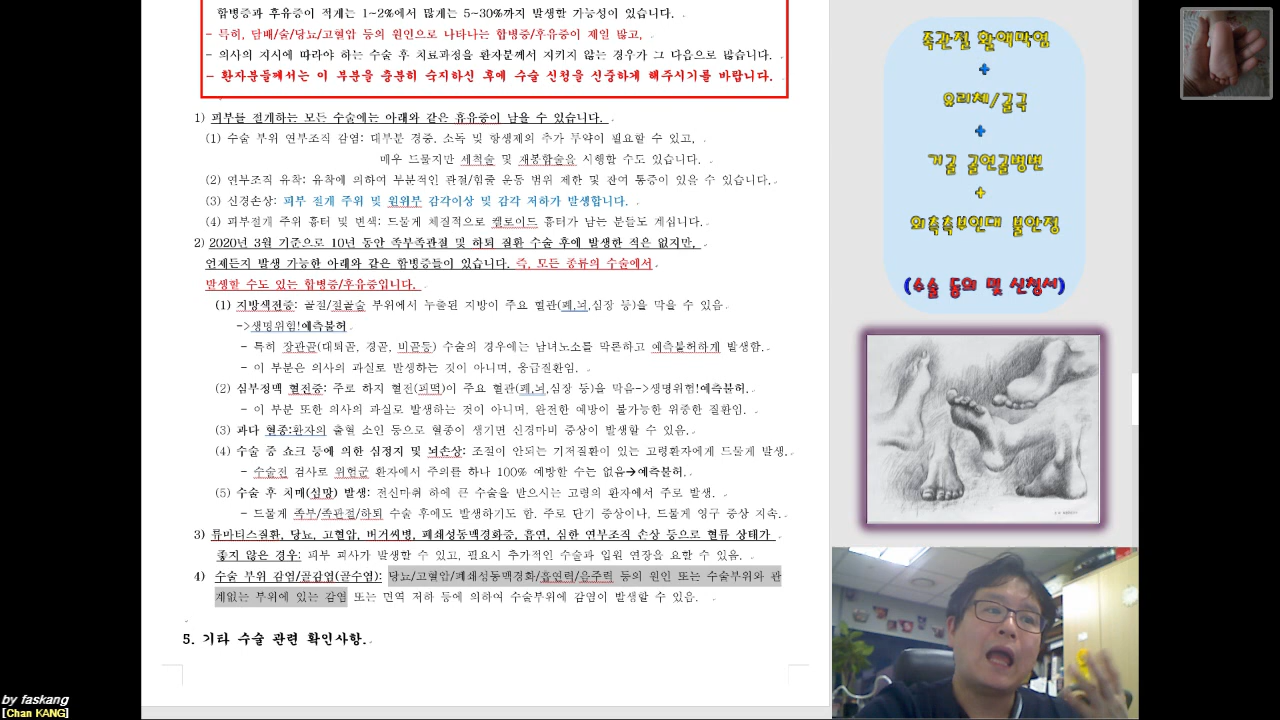 합병증과 후유증이 적게는 1~2%에서 많게는 5~30%까지 발생할 가능성이 있습니다.
- 특히, 담배/술/당뇨/고혈압 등의 원인으로 나타나는 합병증/후유증이 제일 많고,
- 의사의 지시에 따라야 하는 수술 후 치료과정을 환자분께서 지키지 않는 경우가 그 다음으로 많습니다.
- 환자분들께서는 이 부분을 충분히 숙지하신 후에 수술 신청을 신중하게 해주시기를 바랍니다.
1) 피부를 절개하는 모든 수술에는 아래와 같은 휴유증이 남을 수 있습니다.
(1) 수술 부위 연부조직 감염: 대부분 경증. 소독 및 항생제의 추가 투약이 필요할 수 있고,
매우 드물지만 세척술 및 재봉합술을 시행할 수도 있습니다.
(2) 연부조직 유착: 유착에 의하여 부분적인 관절/힘줄 운동 범위 제한 및 잔여 통증이 있을 수 있습니다.
(3) 신경손상: 피부 절개 주위 및 원위부 감각이상 및 감각 저하가 발생합니다.
(4) 피부절개 주위 흉터 및 변색: 드물게 체질적으로 켈로이드 흉터가 남는 분들도 계십니다.
2) 2020년 3월 기준으로 10년 동안 족부족관절 및 하퇴 질환 수술 후에 발생한 적은 없지만,
언제든지 발생 가능한 아래와 같은 합병증들이 있습니다. 즉, 모든 종류의 수술에서
발생할 수도 있는 합병증/후유증입니다.
(1) 지방색전증: 골절/절골술 부위에서 누출된 지방이 주요 혈관(폐,뇌,심장 등)을 막을 수 있음
->생명위험!예측불허
- 특히 장관골(대퇴골, 경골, 비골등) 수술의 경우에는 남녀노소를 막론하고 예측불허하게 발생함.
- 이 부분은 의사의 과실로 발생하는 것이 아니며, 응급질환임.
(2) 심부정맥 혈전증: 주로 하지 혈전(피떡)이 주요 혈관(폐,뇌,심장 등)을 막음->생명위험!예측불허.
- 이 부분 또한 의사의 과실로 발생하는 것이 아니며, 완전한 예방이 불가능한 위중한 질환임.
(3) 과다 혈종:환자의 출혈 소인 등으로 혈종이 생기면 신경마비 증상이 발생할 수 있음.
(4) 수술 중 쇼크 등에 의한 심정지 및 뇌손상: 조절이 안되는 기저질환이 있는 고령환자에게 드물게 발생.
- 수술전 검사로 위험군 환자에서 주의를 하나 100% 예방할 수는 없음→예측불허.
(5) 수술 후 치매(섬망) 발생: 전신마취 하에 큰 수술을 받으시는 고령의 환자에서 주로 발생.
- 드물게 족부/족관절/하퇴 수술 후에도 발생하기도 함. 주로 단기 증상이나, 드물게 영구 증상 지속.
3) 류마티스질환, 당뇨, 고혈압, 버거씨병, 폐쇄성동맥경화증, 흡연, 심한 연부조직 손상 등으로 혈류 상태가
좋지 않은 경우: 피부 괴사가 발생할 수 있고, 필요시 추가적인 수술과 입원 연장을 요할 수 있음.
4) 수술 부위 감염/골감염(골수염): 당뇨/고혈압/폐쇄성동맥경화/흡연력/음주력 등의 원인 또는 수술부위와 관
계없는 부위에 있는 감염 또는 면역 저하 등에 의하여 수술부위에 감염이 발생할 수 있음.
5. 기타 수술 관련 확인사항.
족관절 활액막염
+
유리체/골극
+
거골 골연골병변
+
외측측부인대 불안정
(수술 동의 및 신청서)
by faskang
[Chan KANG]